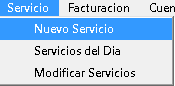 Servicio Facturacion Cuen
Nuevo Servicio
Servicios del Dia
Modificar Servicios